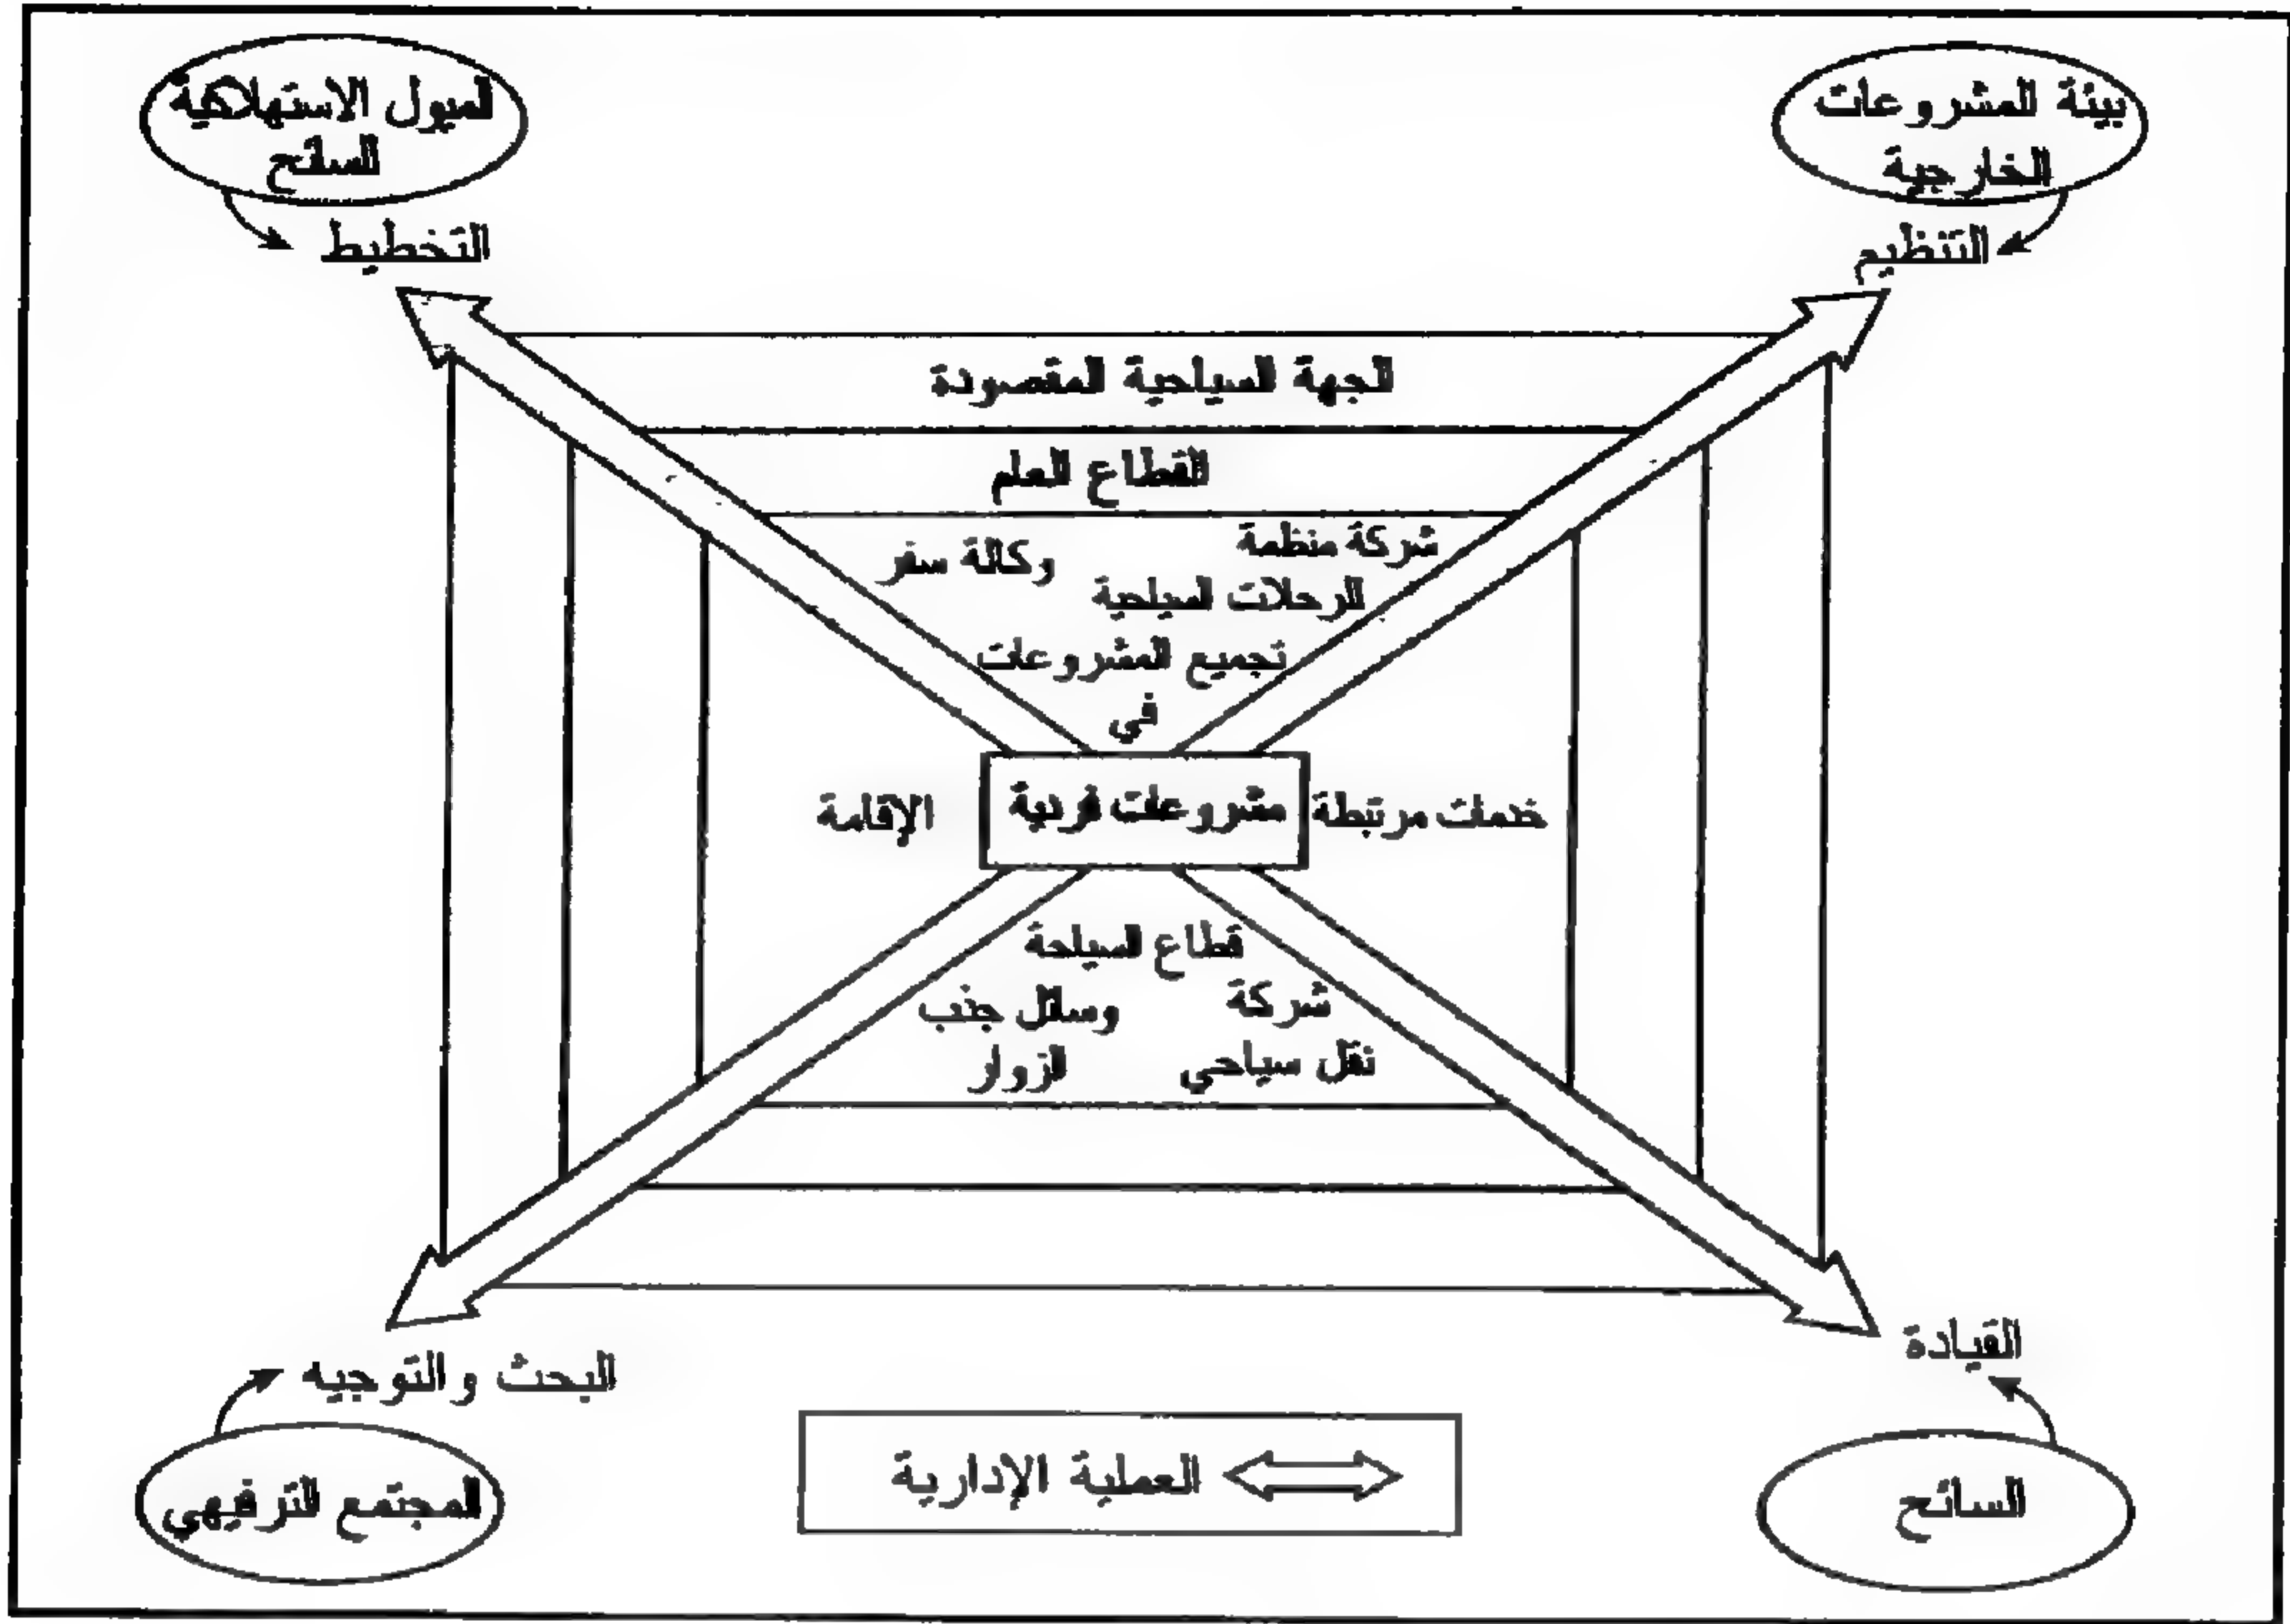 بيئة المشروعات
الخارجية
الميول الاستهلاكية
للسائح
التنظيم
التخطيط
الجهة السياحية المقصودة
القطاع العام
شركة منظمة
وكالة سفر
الرحلات السياحية
تجميع المشروعات
في
خدمات مرتبطة
مشروعات فردية
الإقامة
قطاع السياحة
شركة
وسائل جذب
نقل سياحي
الزوار
القيادة
البحث والتوجيه
العملية الإدارية
السائح
المجتمع الترفيهي